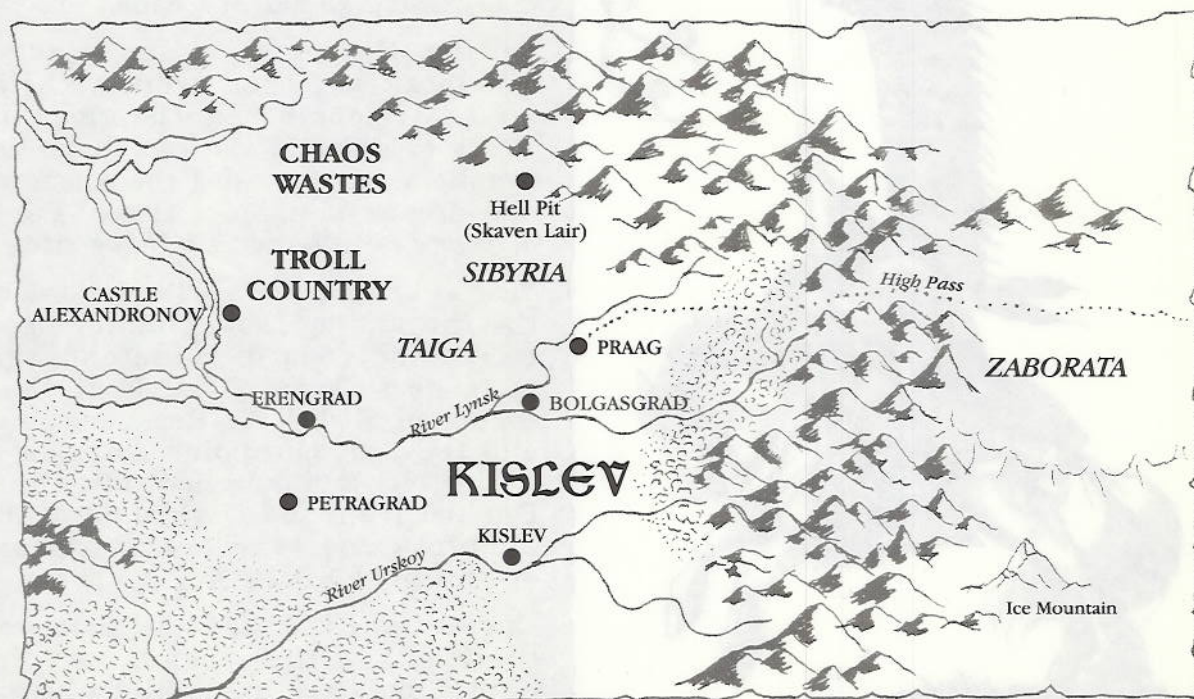 CHAOS
WASTES
Hell Pit
(Skaven Lair)
SIBYRIA
TROLL
COUNTRY
High Pass
CASTLE
ALEXANDRONOV
TAIGA
PRAAG
ZABORATA
ERENGRAD
River Lynsk
BOLGASGRAD
KISLEV
PETRAGRAD
KISLEV
River Urskoy
Ice Mountain